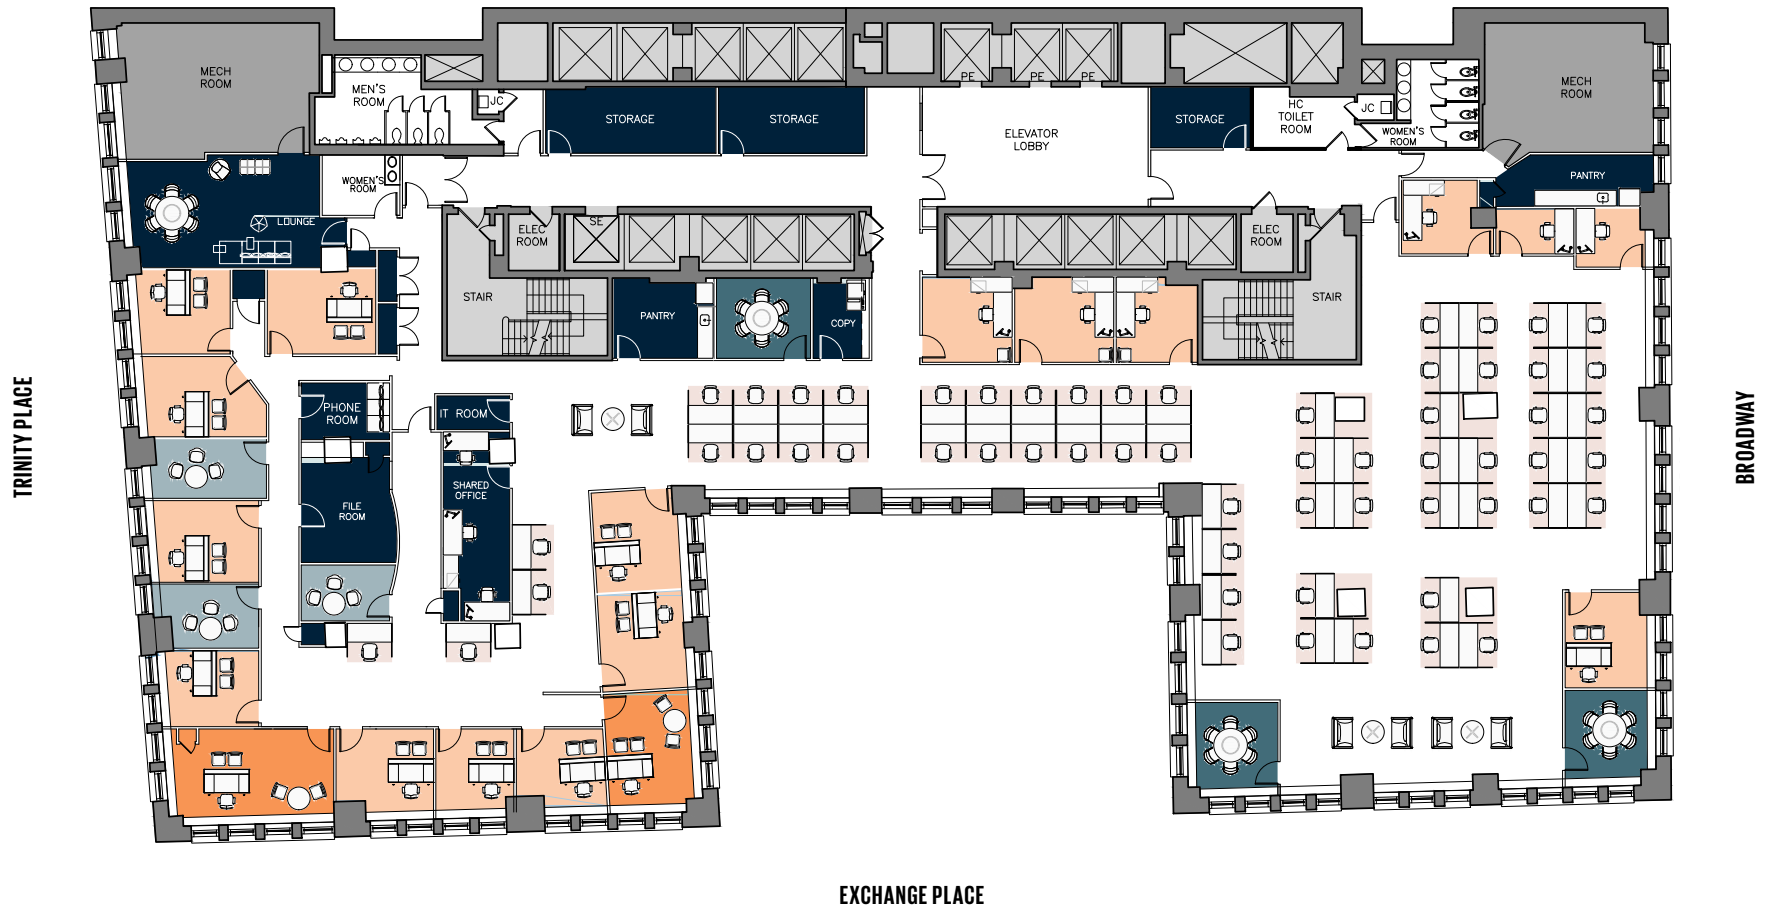 MECH
ROOM
MEN'S
ROOM
JC
STORAGE
STORAGE
PE
PE
PE
ELEVATOR
LOBBY
STORAGE
HC
TOILET
ROOM
JC
WOMEN'S
ROOM
MECH
ROOM
PANTRY
WOMEN'S
ROOM
LOUNGE
ELEC
ROOM
SE
ELEC
ROOM
STAIR
PANTRY
COPY
STAIR
PHONE
ROOM
IT ROOM
SHARED
OFFICE
FILE
ROOM
TRINITY PLACE
BROADWAY
EXCHANGE PLACE